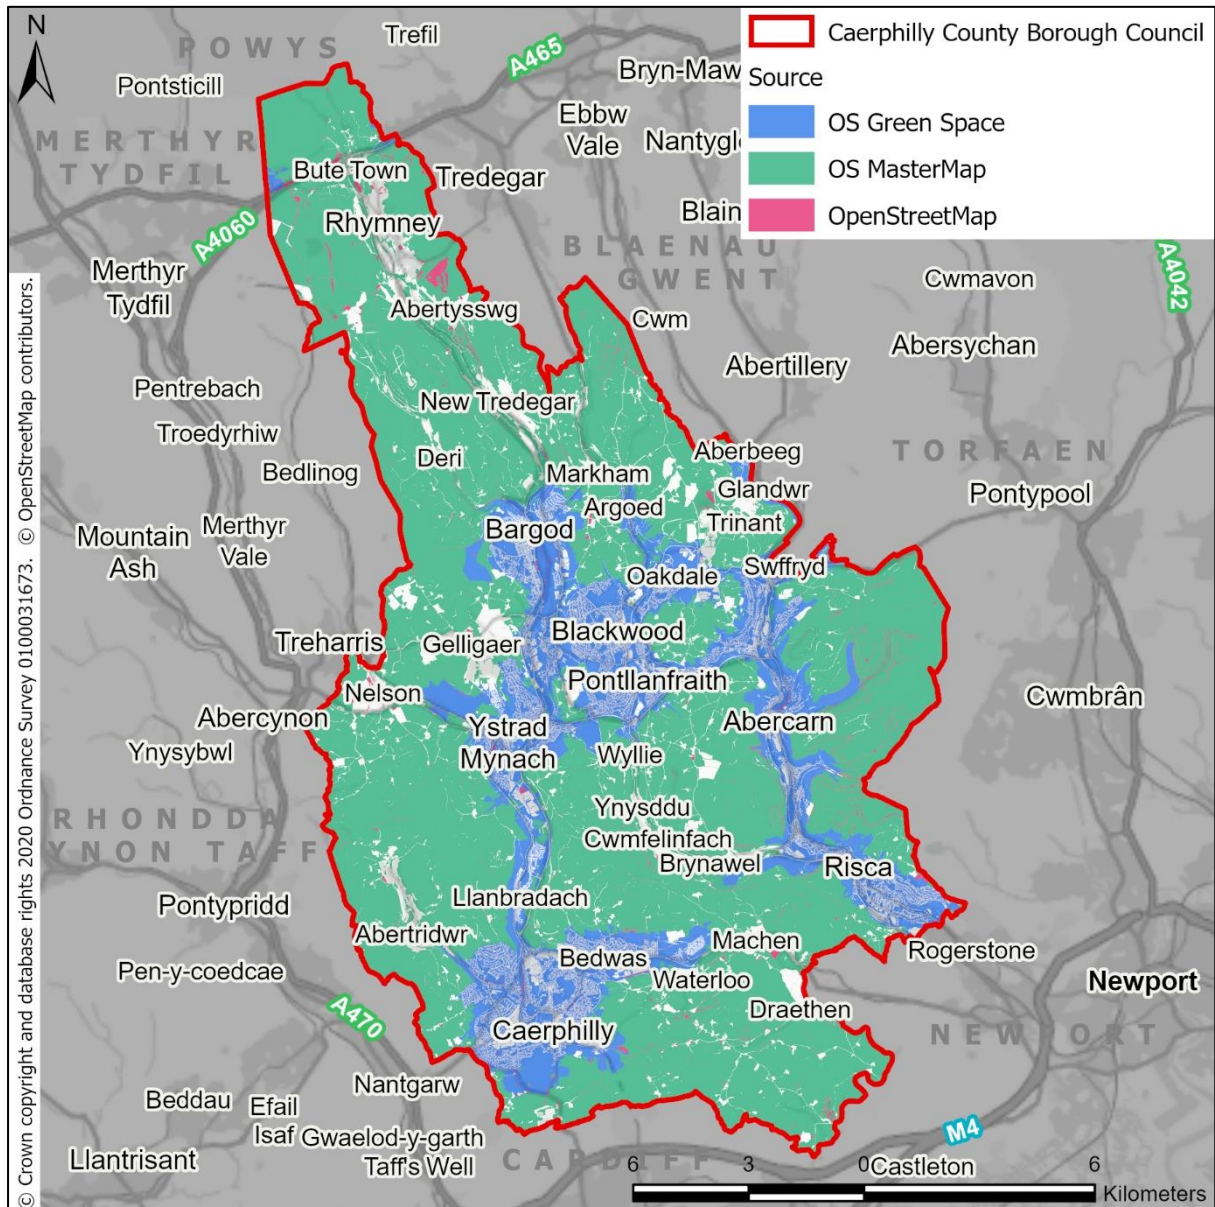 N
POWYS
Trefil
A465
Caerphilly County Borough Council
Source
OS Green Space
OS MasterMap
OpenStreetMap
Pontsticill
Bryn-Maw
Ebbw
Vale
Nantygl
MERTHYR
TYDFIL
Bute Town
Tredegar
Blain
Rhymney
A4060
BLAENAU
GWENT
A4042
Merthyr
Tydfil
Abertysswg
Cwm
Cwmavon
Abersychan
Abertillery
Pentrebach
New Tredegar
Troedyrhiw
Deri
Bedlinog
Markham
Aberbeeg
TORFAEN
Argoed
Glandwr
Pontypool
Bargod
Trinant
Mountain
Ash
Merthyr
Vale
Oakdale
Swffryd
Treharris
Gelligaer
Blackwood
Nelson
Pontllanfraith
Cwmbrân
Abercynon
Ystrad
Mynach
Abercarn
Ynysybwl
Wyllie
RHONDDA
YNON TAFF
Ynysddu
Cwmfelinfach
Brynawel
Risca
Llanbradach
Pontypridd
Abertridwr
Machen
Rogerstone
Bedwas
Pen-y-coedcae
Waterloo
Newport
Draethen
A470
Caerphilly
NEWPORT
Nantgarw
Beddau
Efail
Isaf
Gwaelod-y-garth
Taff's Well
M4
Llantrisant
CARDIFF
Castleton
6 3 0 6
Kilometers
© Crown copyright and database rights 2020 Ordnance Survey 0100031673. © OpenStreetMap contributors.